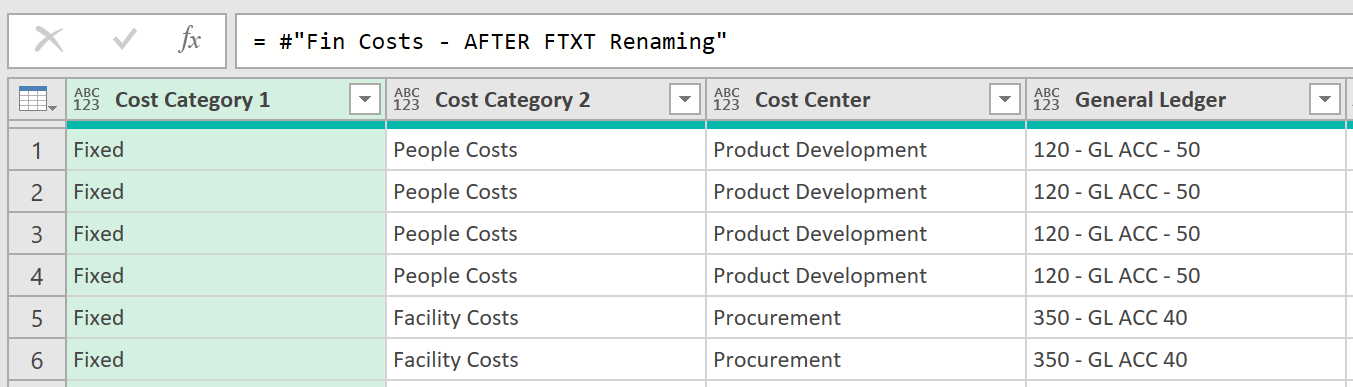 fx = #"Fin Costs - AFTER FTXT Renaming"
ABC 123 Cost Category 1 ABC 123 Cost Category 2 ABC 123 Cost Center ABC 123 General Ledger
1 Fixed People Costs Product Development 120 - GL ACC - 50
2 Fixed People Costs Product Development 120 - GL ACC - 50
3 Fixed People Costs Product Development 120 - GL ACC - 50
4 Fixed People Costs Product Development 120 - GL ACC - 50
5 Fixed Facility Costs Procurement 350 - GL ACC 40
6 Fixed Facility Costs Procurement 350 - GL ACC 40